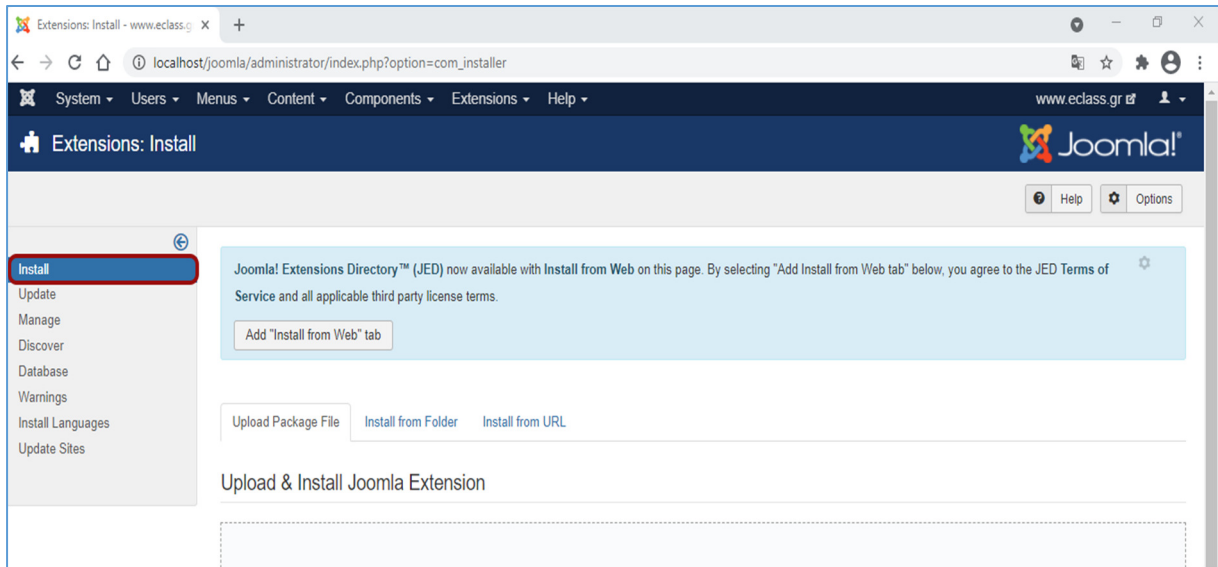 Extensions: Install - www.eclass.g
localhost/joomla/administrator/index.php?option=com_installer
System Users Menus Content Components Extensions Help www.eclass.gr
Extensions: Install Joomla!®
Help Options
Install
Update
Manage
Discover
Database
Warnings
Install Languages
Update Sites
Joomla! Extensions Directory™ (JED) now available with Install from Web on this page. By selecting "Add Install from Web tab" below, you agree to the JED Terms of
Service and all applicable third party license terms.
Add "Install from Web" tab
Upload Package File Install from Folder Install from URL
Upload & Install Joomla Extension